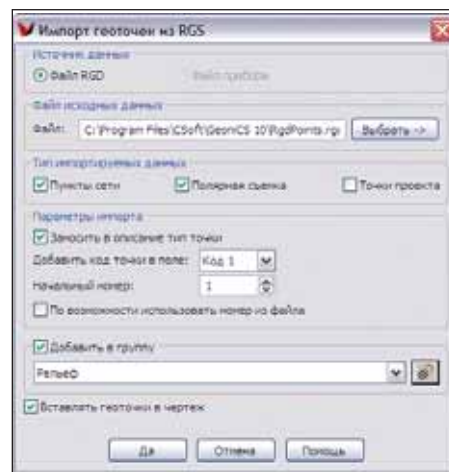 Импорт геоточек из RGS
Источник данных
Файл RGD Файл прибора
Файл исходных данных
Файл: C:\Program Files\CSoft\GeoniCS 10\RgdPoints.rg Выбрать ->
Тип импортируемых данных
Пункты сети Полярная съемка Точки проекта
Параметры импорта
Заносить в описание тип точки
Добавить код точки в поле: Код 1
Начальный номер: 1
По возможности использовать номер из файла
Добавить в группу
Рельеф
Вставлять геоточки в чертеж
Да Отмена Помощь